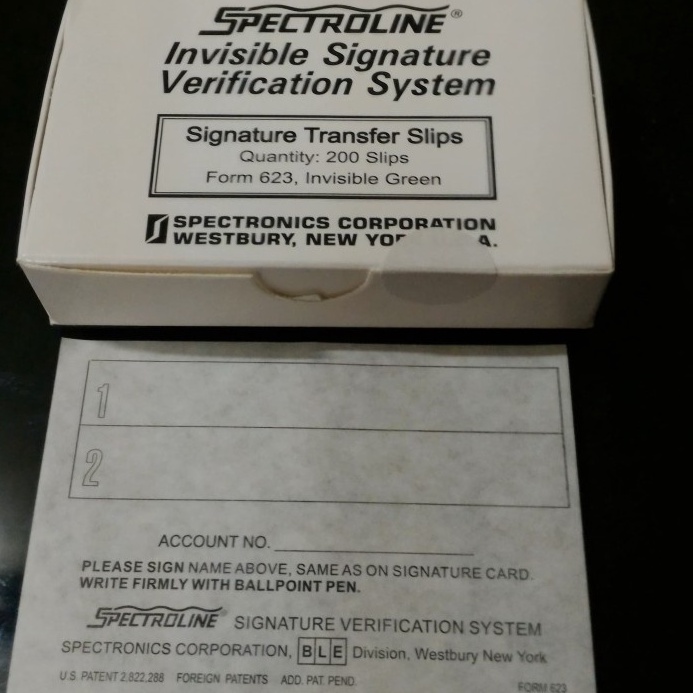 SPECTROLINE®
Invisible Signature
Verification System
Signature Transfer Slips
Quantity: 200 Slips
Form 623, Invisible Green
SPECTRONICS CORPORATION
WESTBURY, NEW A.
1
2
ACCOUNT NO.
PLEASE SIGN NAME ABOVE, SAME AS ON SIGNATURE CARD.
WRITE FIRMLY WITH BALLPOINT PEN.
SPECTROLINE® SIGNATURE VERIFICATION SYSTEM
SPECTRONICS CORPORATION, BLE Division, Westbury New York
U.S. PATENT 2,822,288 FOREIGN PATENTS ADD. PAT. PEND.
FORM 623